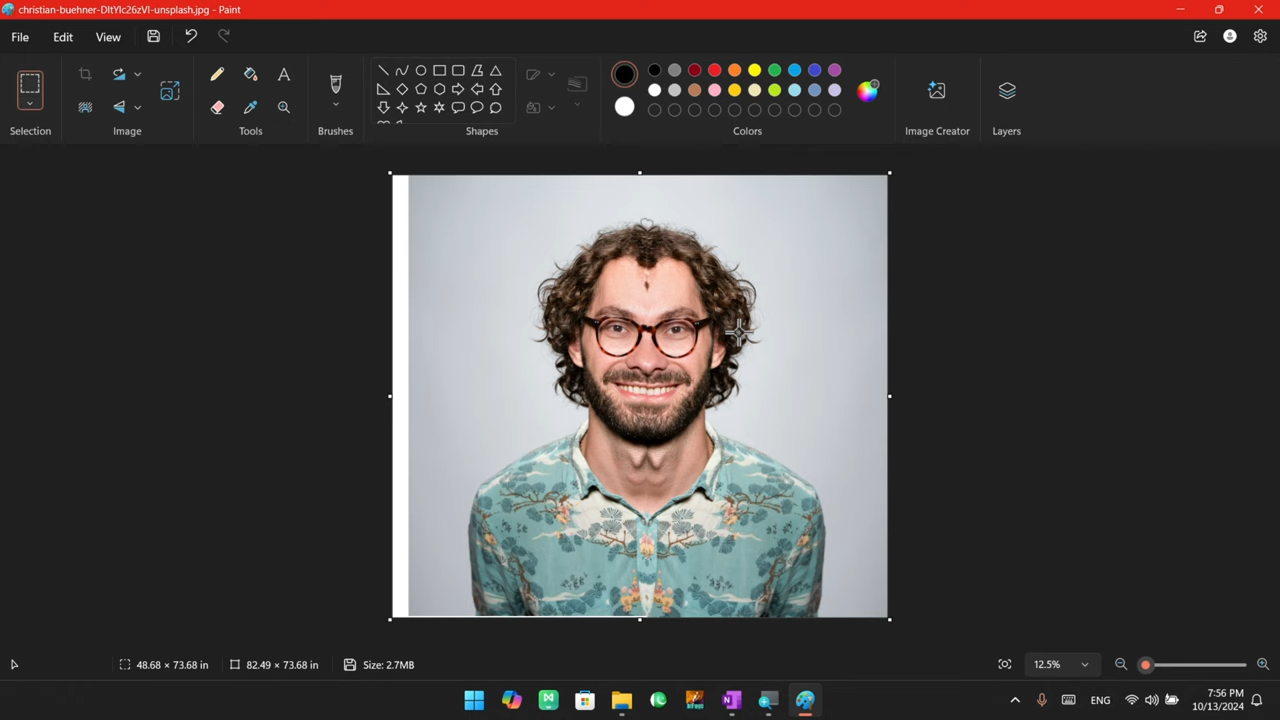 christian-buehner-DItYlc26zVI-unsplash.jpg - Paint
File Edit View
Selection Image Tools Brushes Shapes Colors Image Creator Layers
48.68 × 73.68 in 82.49 × 73.68 in Size: 2.7MB 12.5%
ENG 7:56 PM
10/13/2024